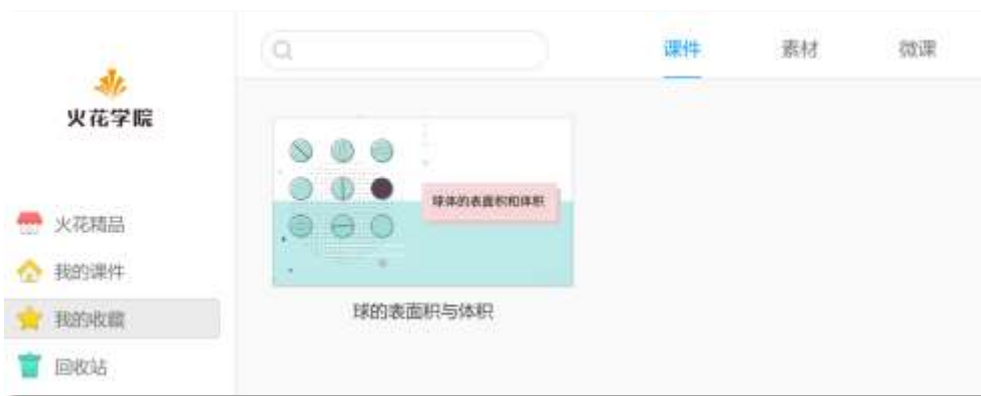 课件 素材 微课
火花学院
火花精品
我的课件
我的收藏
回收站
球体的表面积和体积
球的表面积与体积